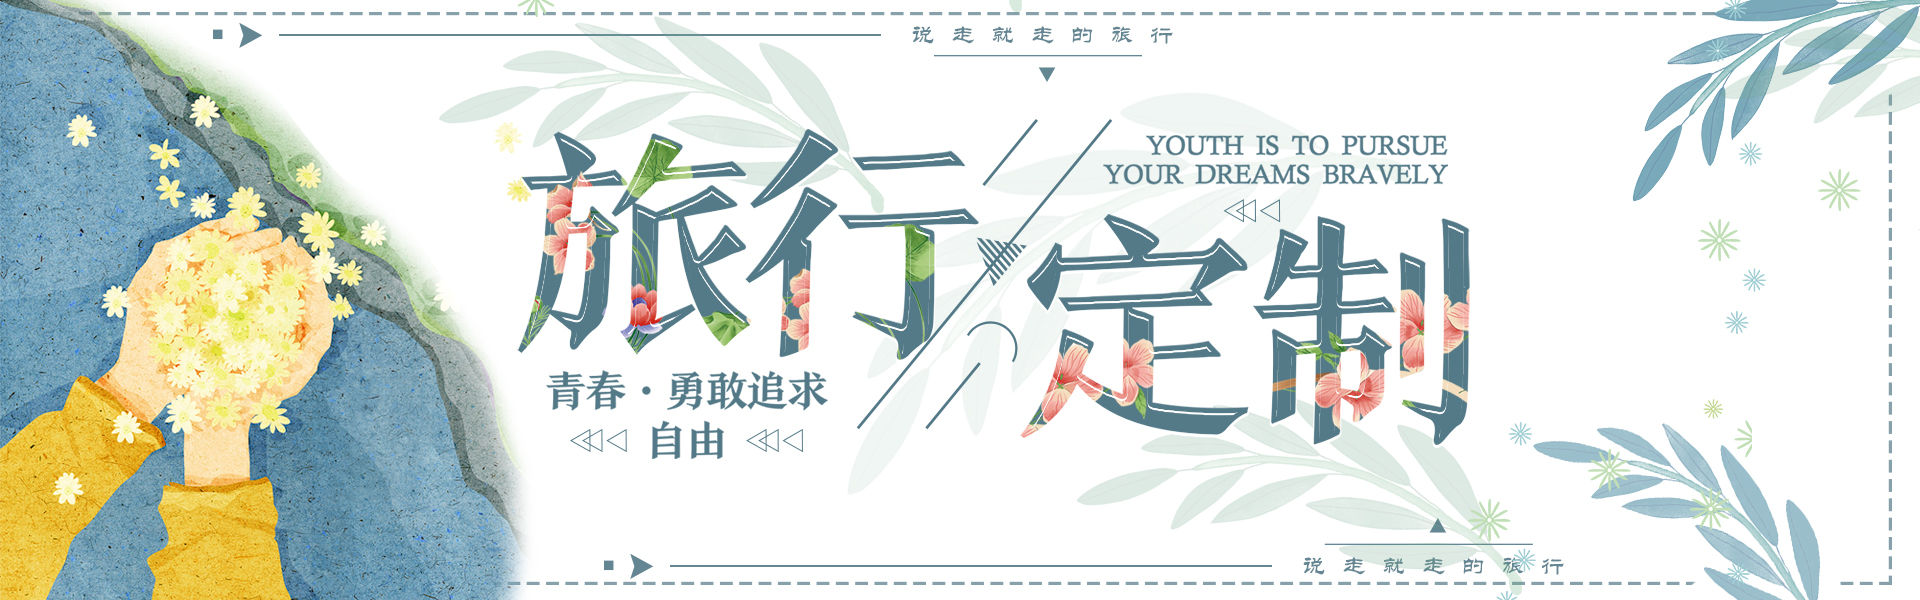 说走就走的旅行
YOUTH IS TO PURSUE
YOUR DREAMS BRAVELY
旅行
定制
青春·勇敢追求
自由
说走就走的旅行